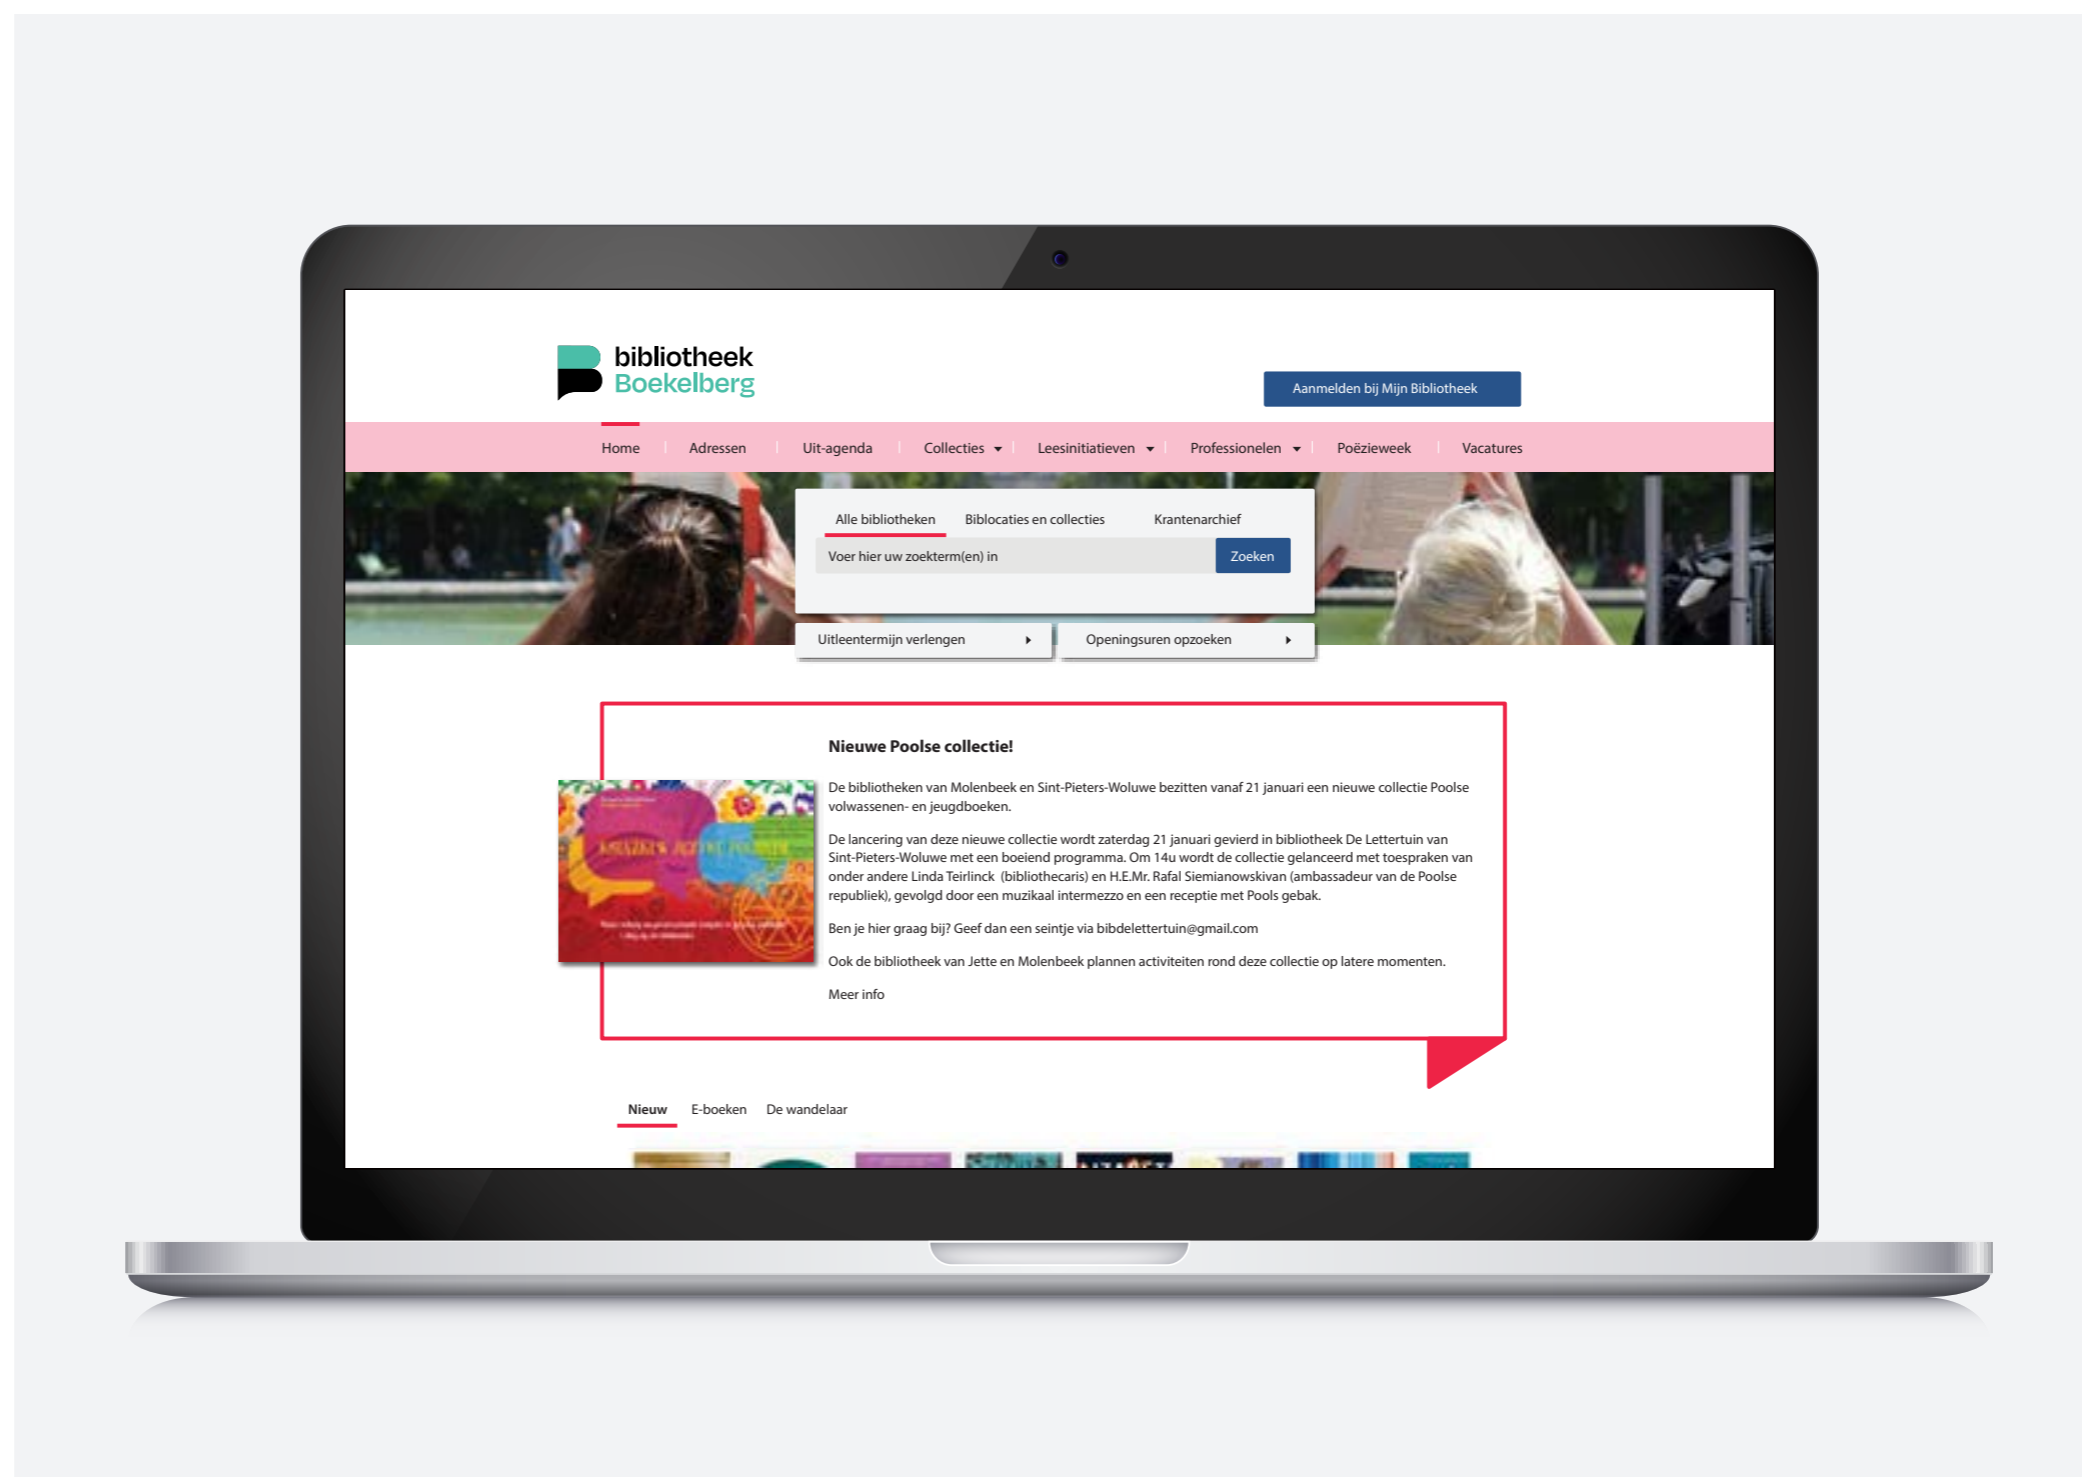 bibliotheek
Boekelberg
Aanmelden bij Mijn Bibliotheek
Home
Adressen
Uit-agenda
Collecties
Leesinitiatieven
Professionelen
Poëzieweek
Vacatures
Alle bibliotheken
Biblocaties en collecties
Krantenarchief
Voer hier uw zoekterm(en) in
Zoeken
Uitleentermijn verlengen
Openingsuren opzoeken
Nieuwe Poolse collectie!
De bibliotheken van Molenbeek en Sint-Pieters-Woluwe bezitten vanaf 21 januari een nieuwe collectie Poolse
volwassenen- en jeugdboeken.
De lancering van deze nieuwe collectie wordt zaterdag 21 januari gevierd in bibliotheek De Lettertuin van
Sint-Pieters-Woluwe met een boeiend programma. Om 14u wordt de collectie gelanceerd met toespraken van
onder andere Linda Teirlinck (bibliothecaris) en H.E.Mr. Rafal Siemianowskivan (ambassadeur van de Poolse
republiek), gevolgd door een muzikaal intermezzo en een receptie met Pools gebak.
Ben je hier graag bij? Geef dan een seintje via bibdelettertuin@gmail.com
Ook de bibliotheek van Jette en Molenbeek plannen activiteiten rond deze collectie op latere momenten.
Meer info
Nieuw
E-boeken
De wandelaar